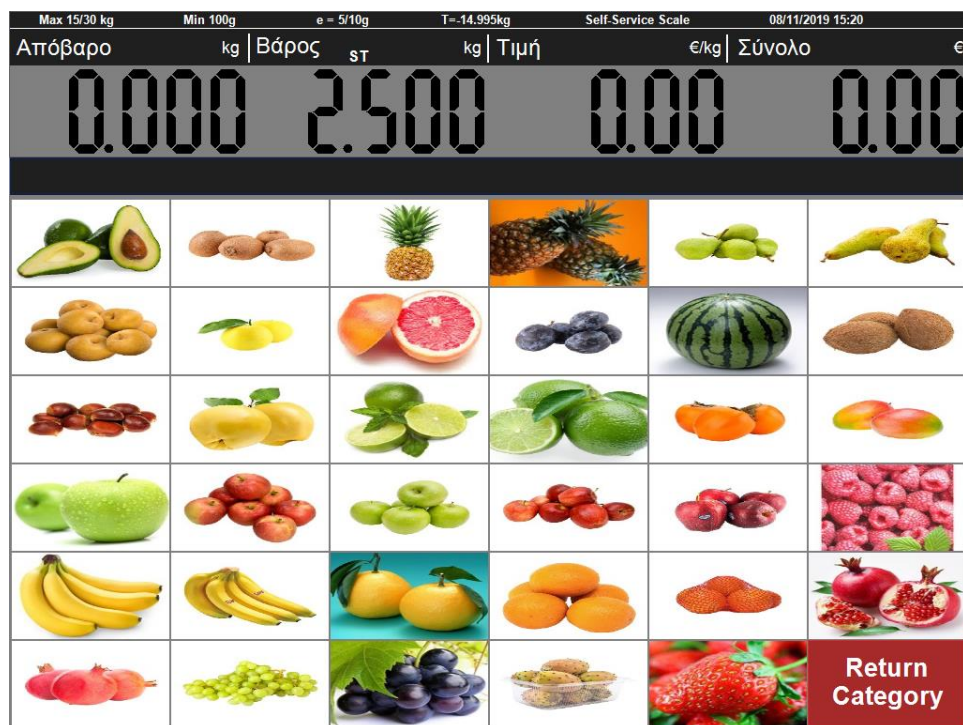 Max 15/30 kg Min 100g e = 5/10g T=-14.995kg Self-Service Scale 08/11/2019 15:20
Απόβαρο kg Βάρος ST kg Τιμή €/kg Σύνολο €
0.000 2.500 0.00 0.00
Return
Category